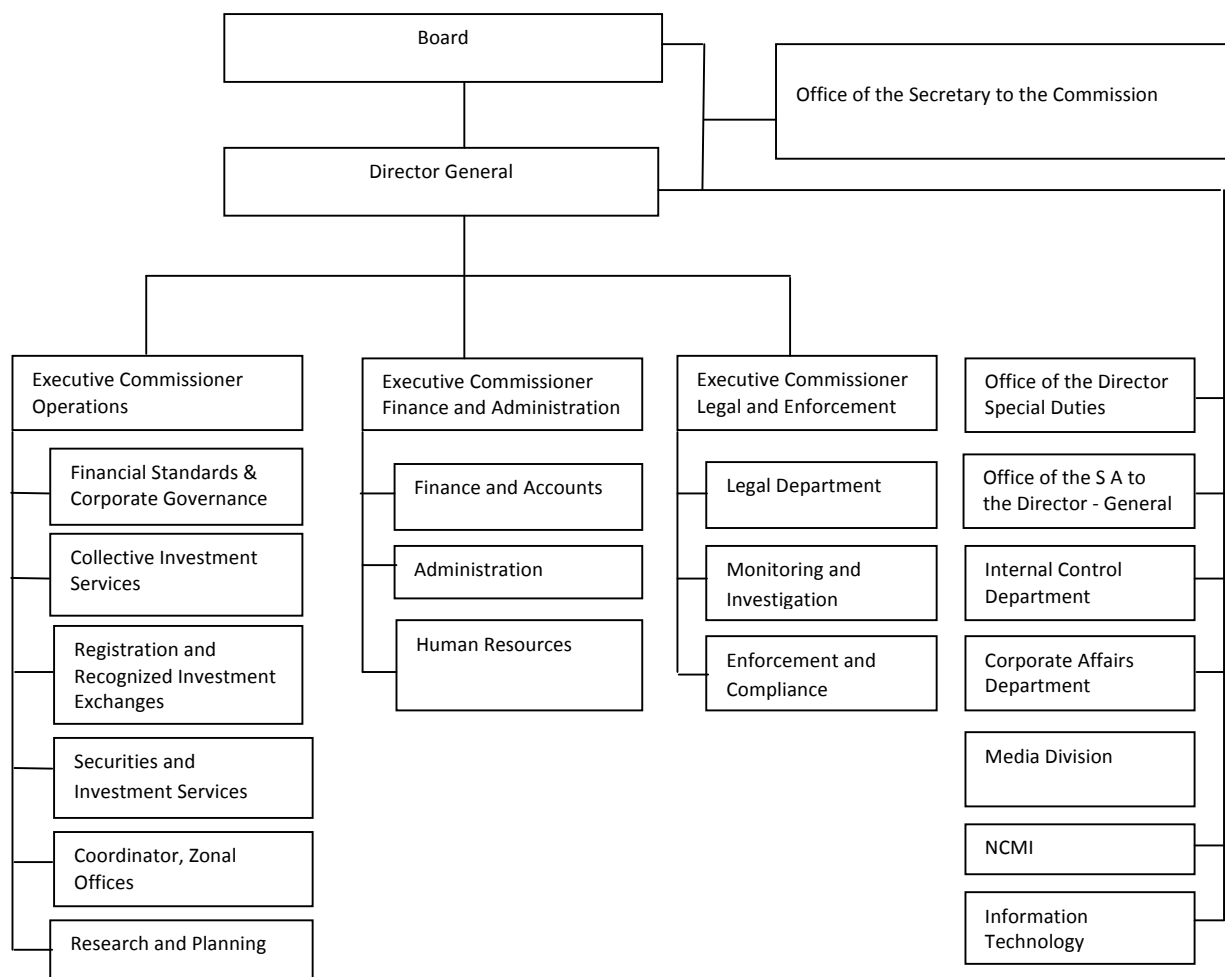 Board
Office of the Secretary to the Commission
Director General
Executive Commissioner
Operations
Financial Standards &
Corporate Governance
Collective Investment
Services
Registration and
Recognized Investment
Exchanges
Securities and
Investment Services
Coordinator, Zonal
Offices
Research and Planning
Executive Commissioner
Finance and Administration
Finance and Accounts
Administration
Human Resources
Executive Commissioner
Legal and Enforcement
Legal Department
Monitoring and
Investigation
Enforcement and
Compliance
Office of the Director
Special Duties
Office of the S A to
the Director - General
Internal Control
Department
Corporate Affairs
Department
Media Division
NCMI
Information
Technology